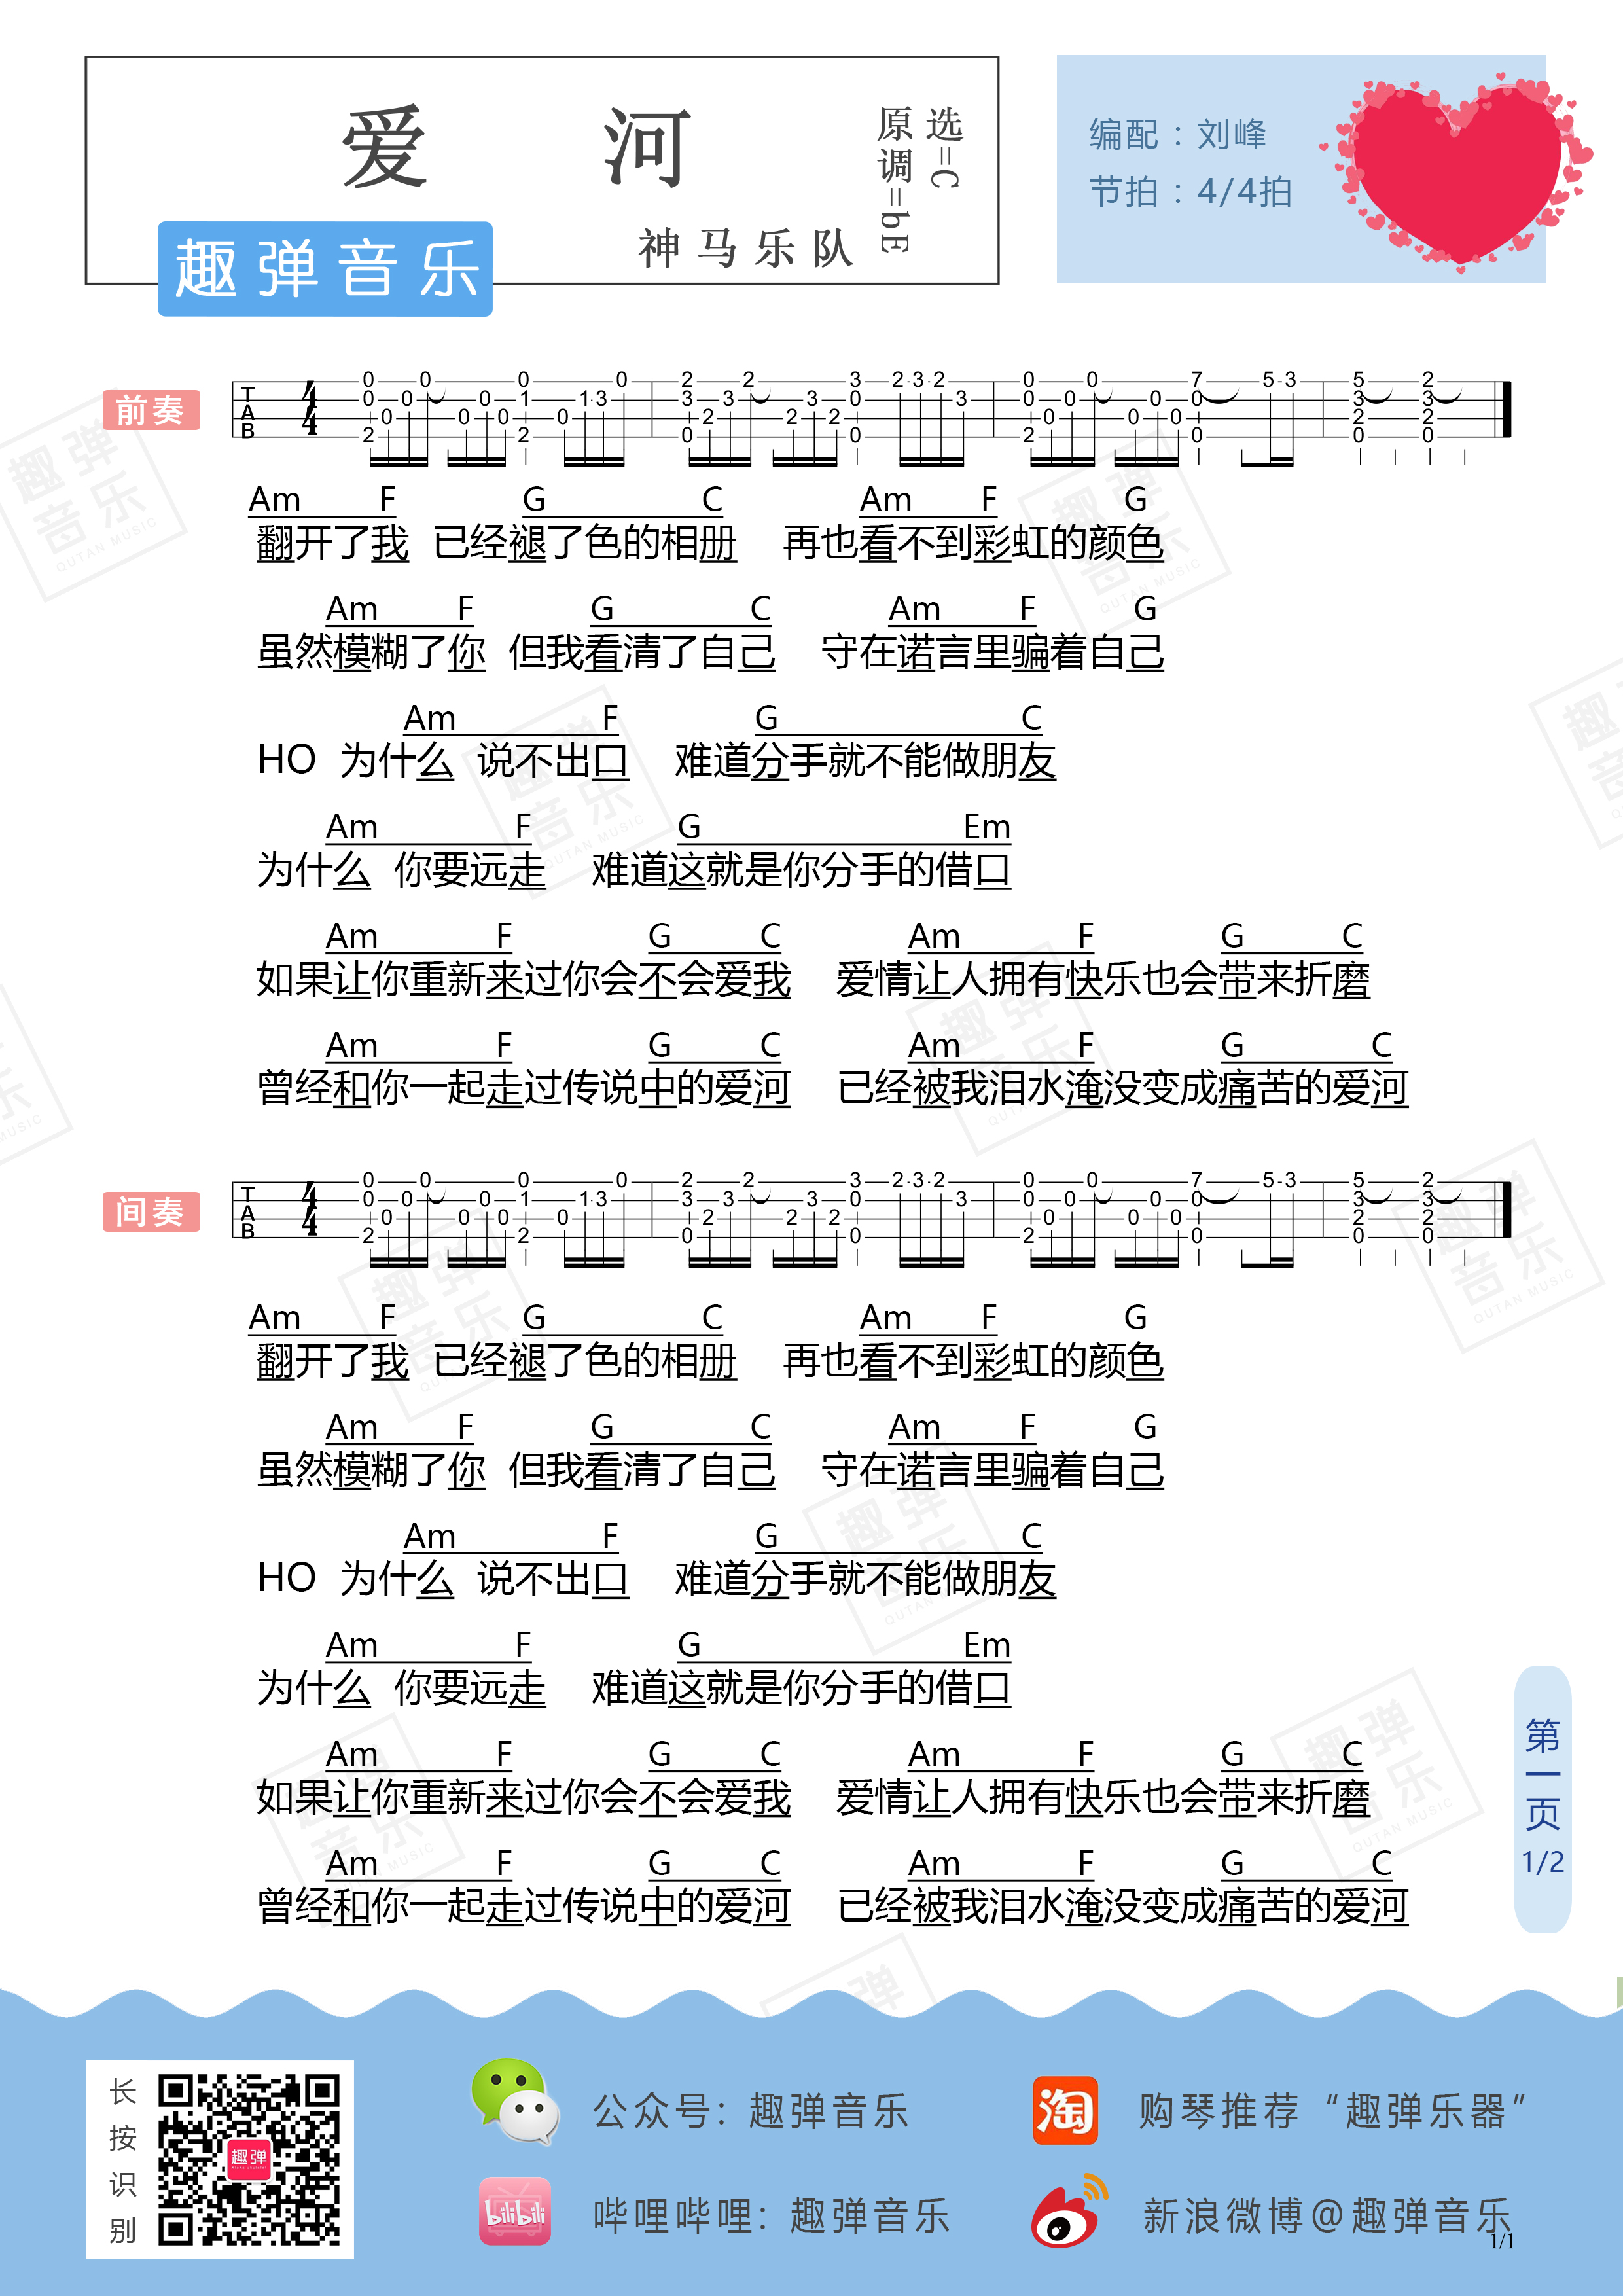 爱 河
原调=bE
选=C
神马乐队
趣弹音乐
编配：刘峰
节拍：4/4拍
前奏
Am F G C Am F G
翻开了我 已经褪了色的相册 再也看不到彩虹的颜色
Am F G C Am F G
虽然模糊了你 但我看清了自己 守在诺言里骗着自己
Am F G C
HO 为什么 说不出口 难道分手就不能做朋友
Am F G Em
为什么 你要远走 难道这就是你分手的借口
Am F G C Am F G C
如果让你重新来过你会不会爱我 爱情让人拥有快乐也会带来折磨
Am F G C Am F G C
曾经和你一起走过传说中的爱河 已经被我泪水淹没变成痛苦的爱河
间奏
Am F G C Am F G
翻开了我 已经褪了色的相册 再也看不到彩虹的颜色
Am F G C Am F G
虽然模糊了你 但我看清了自己 守在诺言里骗着自己
Am F G C
HO 为什么 说不出口 难道分手就不能做朋友
Am F G Em
为什么 你要远走 难道这就是你分手的借口
Am F G C Am F G C
如果让你重新来过你会不会爱我 爱情让人拥有快乐也会带来折磨
Am F G C Am F G C
曾经和你一起走过传说中的爱河 已经被我泪水淹没变成痛苦的爱河
第一页
1/2
长按识别
趣弹
公众号：趣弹音乐
淘
购琴推荐“趣弹乐器”
bilibili
哔哩哔哩：趣弹音乐
新浪微博@趣弹音乐
1/1